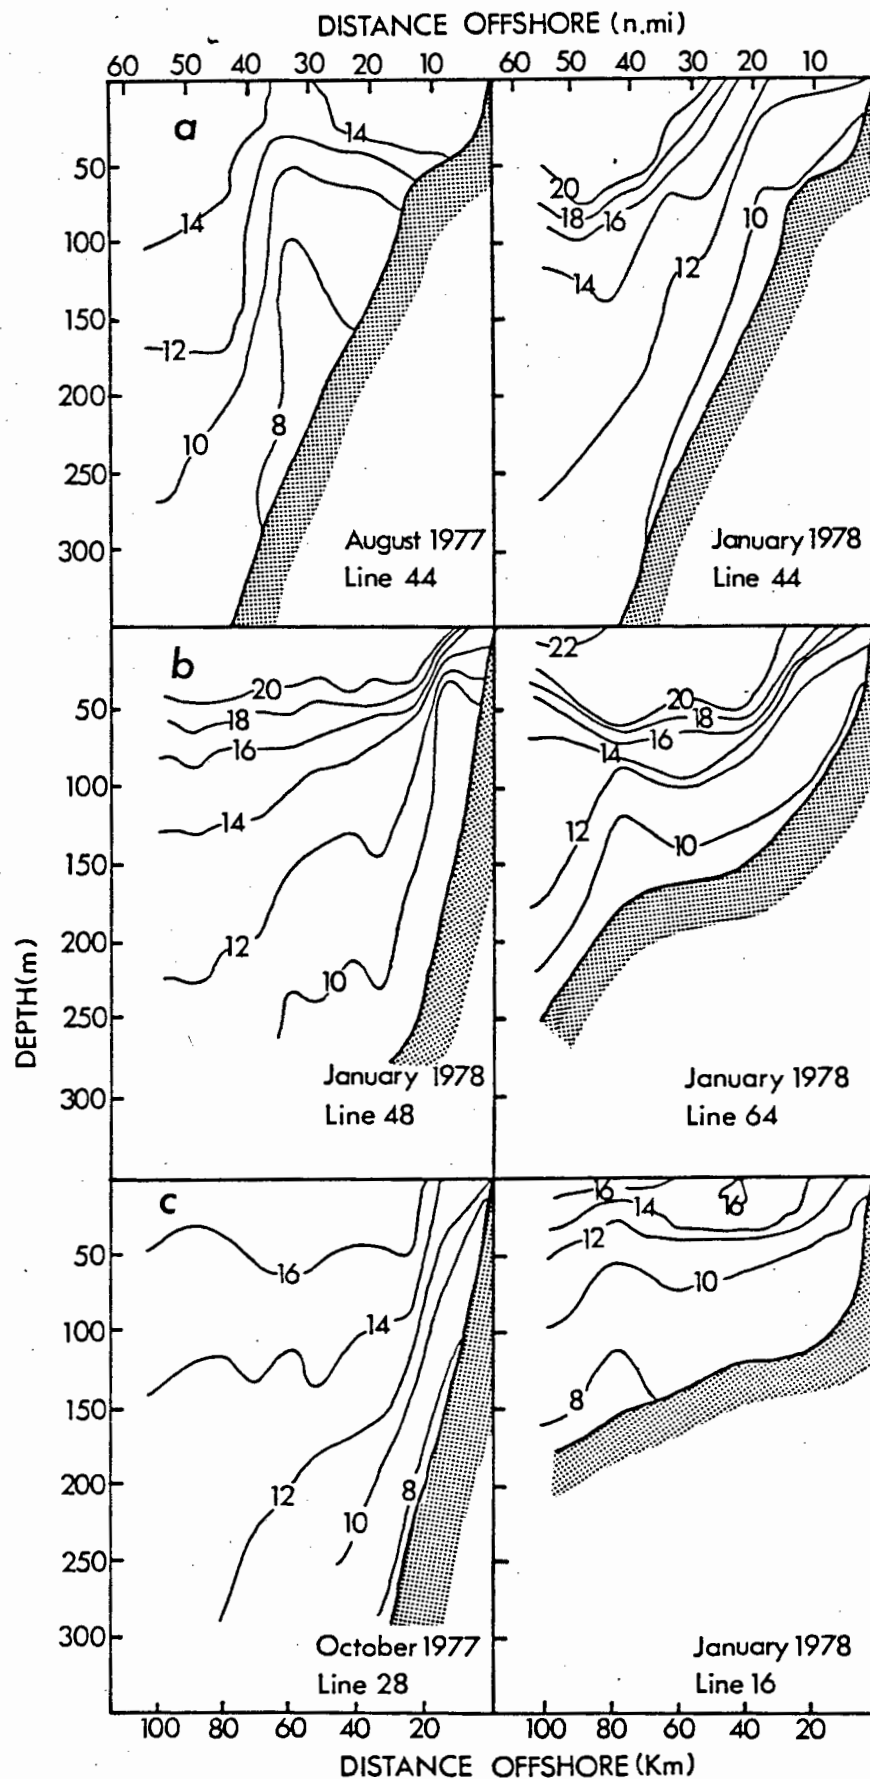 DISTANCE OFFSHORE (n.mi)
60 50 40 30 20 10 60 50 40 30 20 10
a
50
100
150
200
250
300
14
14
12
10
8
August 1977
Line 44
20
18 16
14
12
10
January 1978
Line 44
b
50
100
150
200
250
300
20
18
16
14
12
10
January 1978
Line 48
22
20
18
16
14
12
10
January 1978
Line 64
DEPTH(m)
c
50
100
150
200
250
300
16
14
12
10
8
October 1977
Line 28
16
16
14
12
10
8
January 1978
Line 16
100 80 60 40 20 100 80 60 40 20
DISTANCE OFFSHORE (Km)